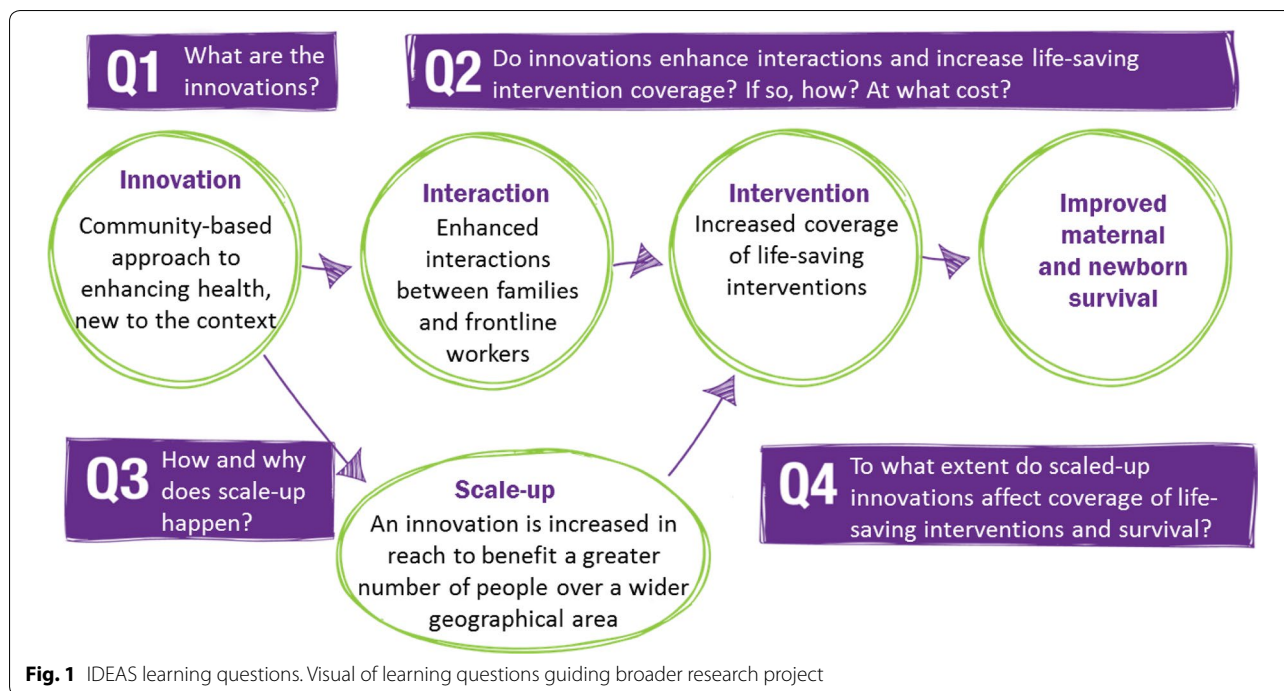 Q1 What are the
innovations?
Q2 Do innovations enhance interactions and increase life-saving
intervention coverage? If so, how? At what cost?
Innovation
Community-based
approach to
enhancing health,
new to the context
Interaction
Enhanced
interactions
between families
and frontline
workers
Intervention
Increased coverage
of life-saving
interventions
Improved
maternal
and newborn
survival
Q3 How and why
does scale-up
happen?
Scale-up
An innovation is increased in
reach to benefit a greater
number of people over a wider
geographical area
Q4 To what extent do scaled-up
innovations affect coverage of life-
saving interventions and survival?
Fig. 1 IDEAS learning questions. Visual of learning questions guiding broader research project